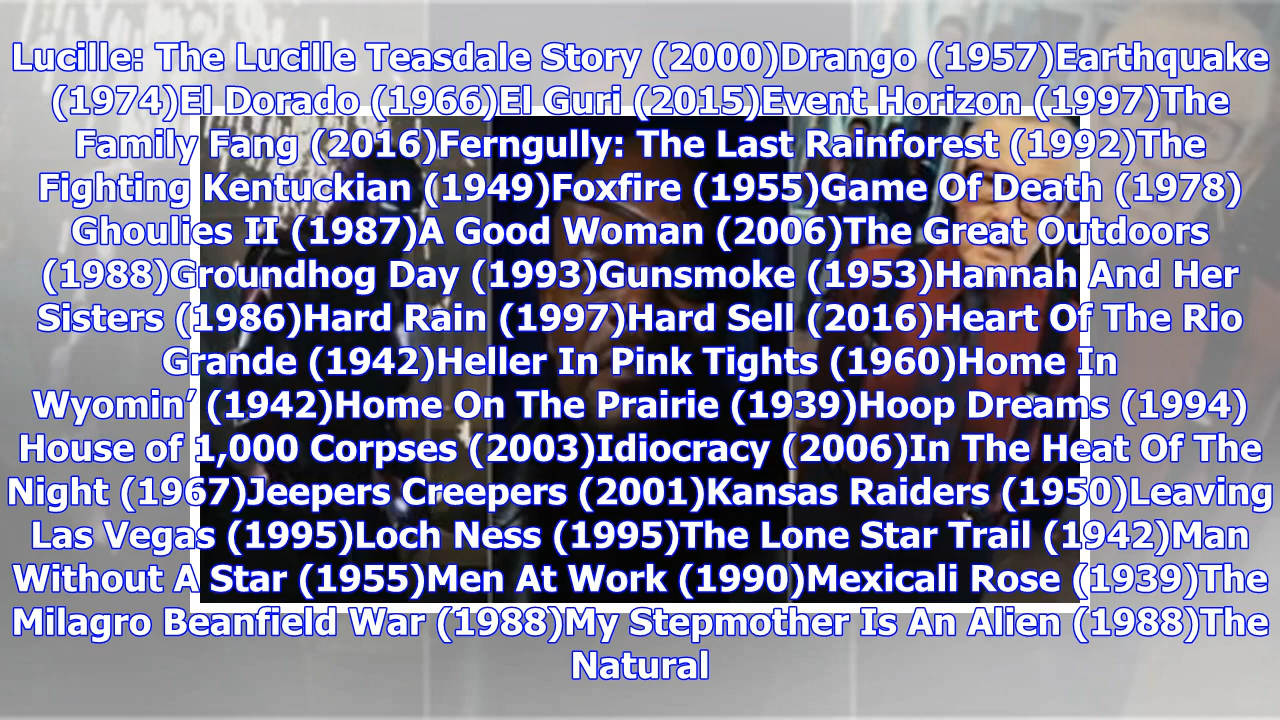 Lucille: The Lucille Teasdale Story (2000)Drango (1957)Earthquake
(1974)El Dorado (1966)El Guri (2015)Event Horizon (1997)The
Family Fang (2016)Ferngully: The Last Rainforest (1992)The
Fighting Kentuckian (1949)Foxfire (1955)Game Of Death (1978)
Ghoulies II (1987)A Good Woman (2006)The Great Outdoors
(1988)Groundhog Day (1993)Gunsmoke (1953)Hannah And Her
Sisters (1986)Hard Rain (1997)Hard Sell (2016)Heart Of The Rio
Grande (1942)Heller In Pink Tights (1960)Home In
Wyomin’ (1942)Home On The Prairie (1939)Hoop Dreams (1994)
House of 1,000 Corpses (2003)Idiocracy (2006)In The Heat Of The
Night (1967)Jeepers Creepers (2001)Kansas Raiders (1950)Leaving
Las Vegas (1995)Loch Ness (1995)The Lone Star Trail (1942)Man
Without A Star (1955)Men At Work (1990)Mexicali Rose (1939)The
Milagro Beanfield War (1988)My Stepmother Is An Alien (1988)The
Natural